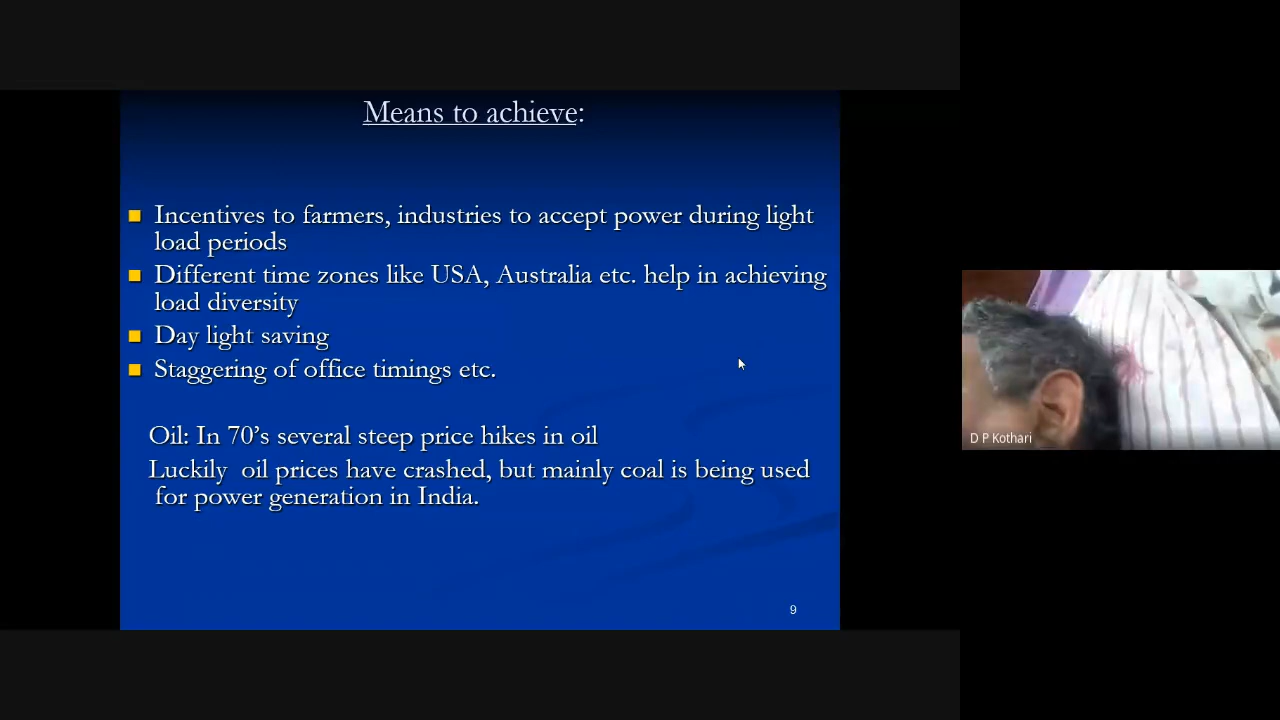 Means to achieve:
Incentives to farmers, industries to accept power during light
load periods
Different time zones like USA, Australia etc. help in achieving
load diversity
Day light saving
Staggering of office timings etc.
Oil: In 70’s several steep price hikes in oil
Luckily oil prices have crashed, but mainly coal is being used
for power generation in India.
9
D P Kothari